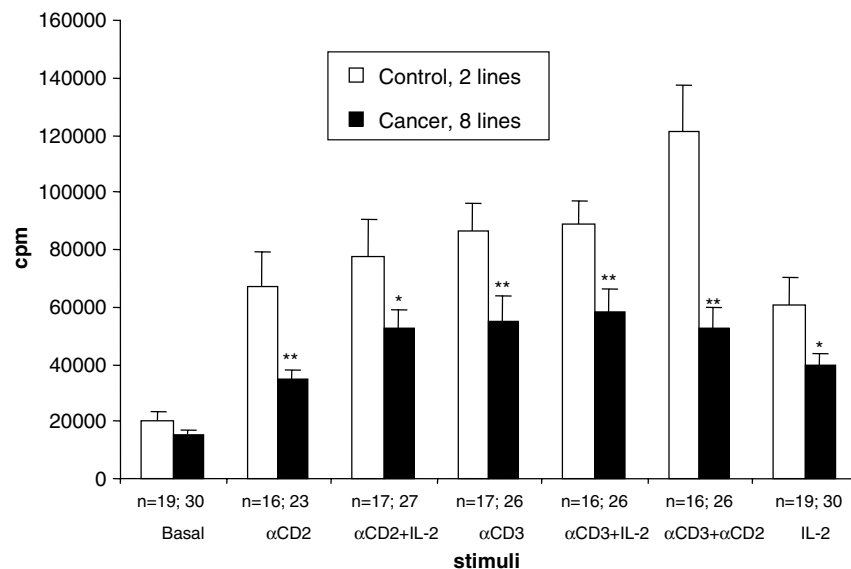 160000
140000
120000
100000
80000
60000
40000
20000
0
cpm
Control, 2 lines
Cancer, 8 lines
**
*
**
**
**
*
n=19; 30 n=16; 23 n=17; 27 n=17; 26 n=16; 26 n=16; 26 n=19; 30
Basal αCD2 αCD2+IL-2 αCD3 αCD3+IL-2 αCD3+αCD2 IL-2
stimuli